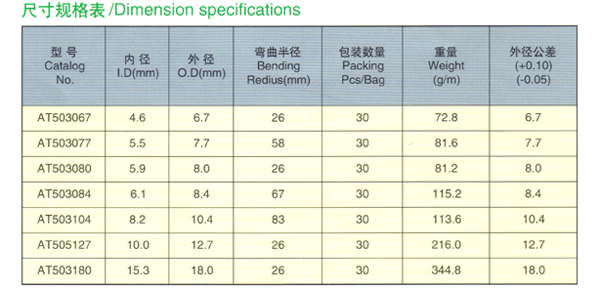 尺寸规格表/Dimension specifications
型 号 内 径 外 径 弯曲半径 包装数量 重量 外径公差
Catalog I.D(mm) O.D(mm) Bending Packing Weight (+0.10)
No. Redius(mm) Pcs/Bag (g/m) (-0.05)
AT503067 4.6 6.7 26 30 72.8 6.7
AT503077 5.5 7.7 58 30 81.6 7.7
AT503080 5.9 8.0 26 30 81.2 8.0
AT503084 6.1 8.4 67 30 115.2 8.4
AT503104 8.2 10.4 83 30 113.6 10.4
AT505127 10.0 12.7 26 30 216.0 12.7
AT503180 15.3 18.0 26 30 344.8 18.0